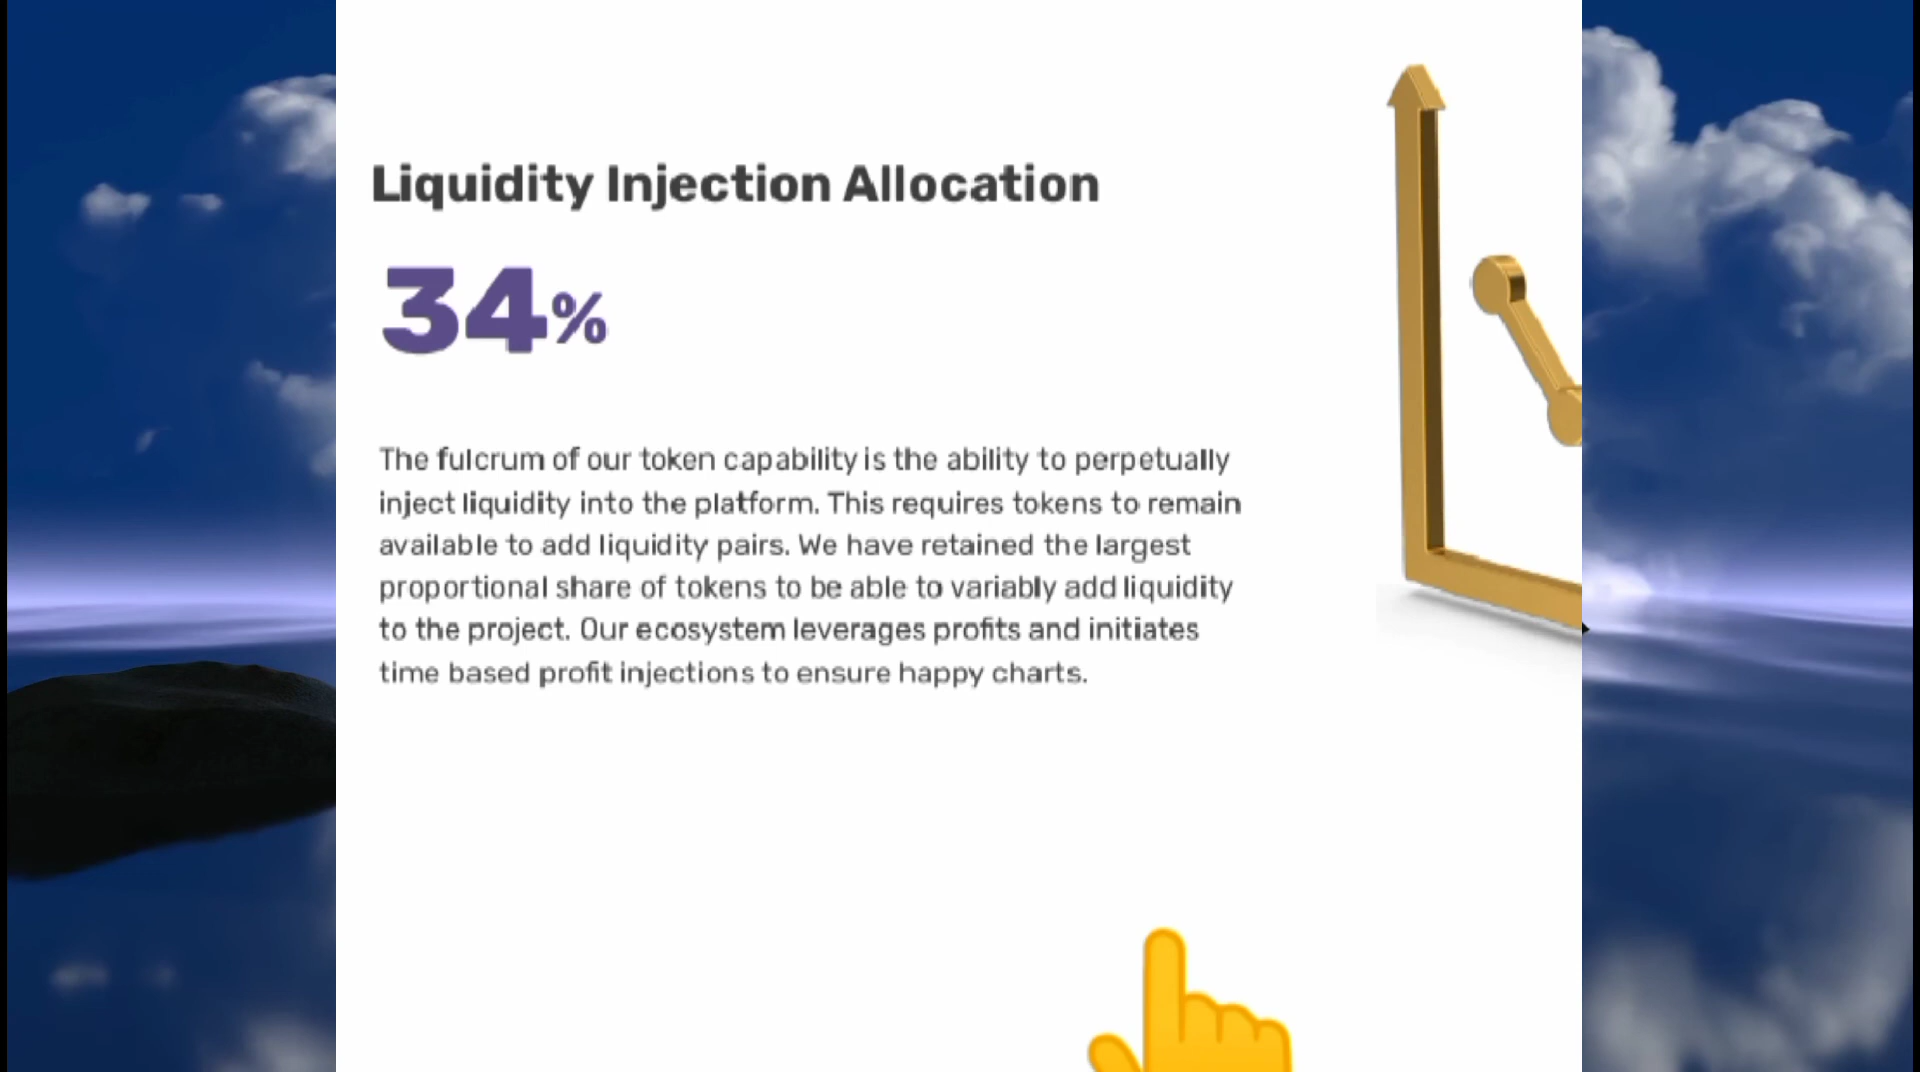 Liquidity Injection Allocation
34%
The fulcrum of our token capability is the ability to perpetually
inject liquidity into the platform. This requires tokens to remain
available to add liquidity pairs. We have retained the largest
proportional share of tokens to be able to variably add liquidity
to the project. Our ecosystem leverages profits and initiates
time based profit injections to ensure happy charts.